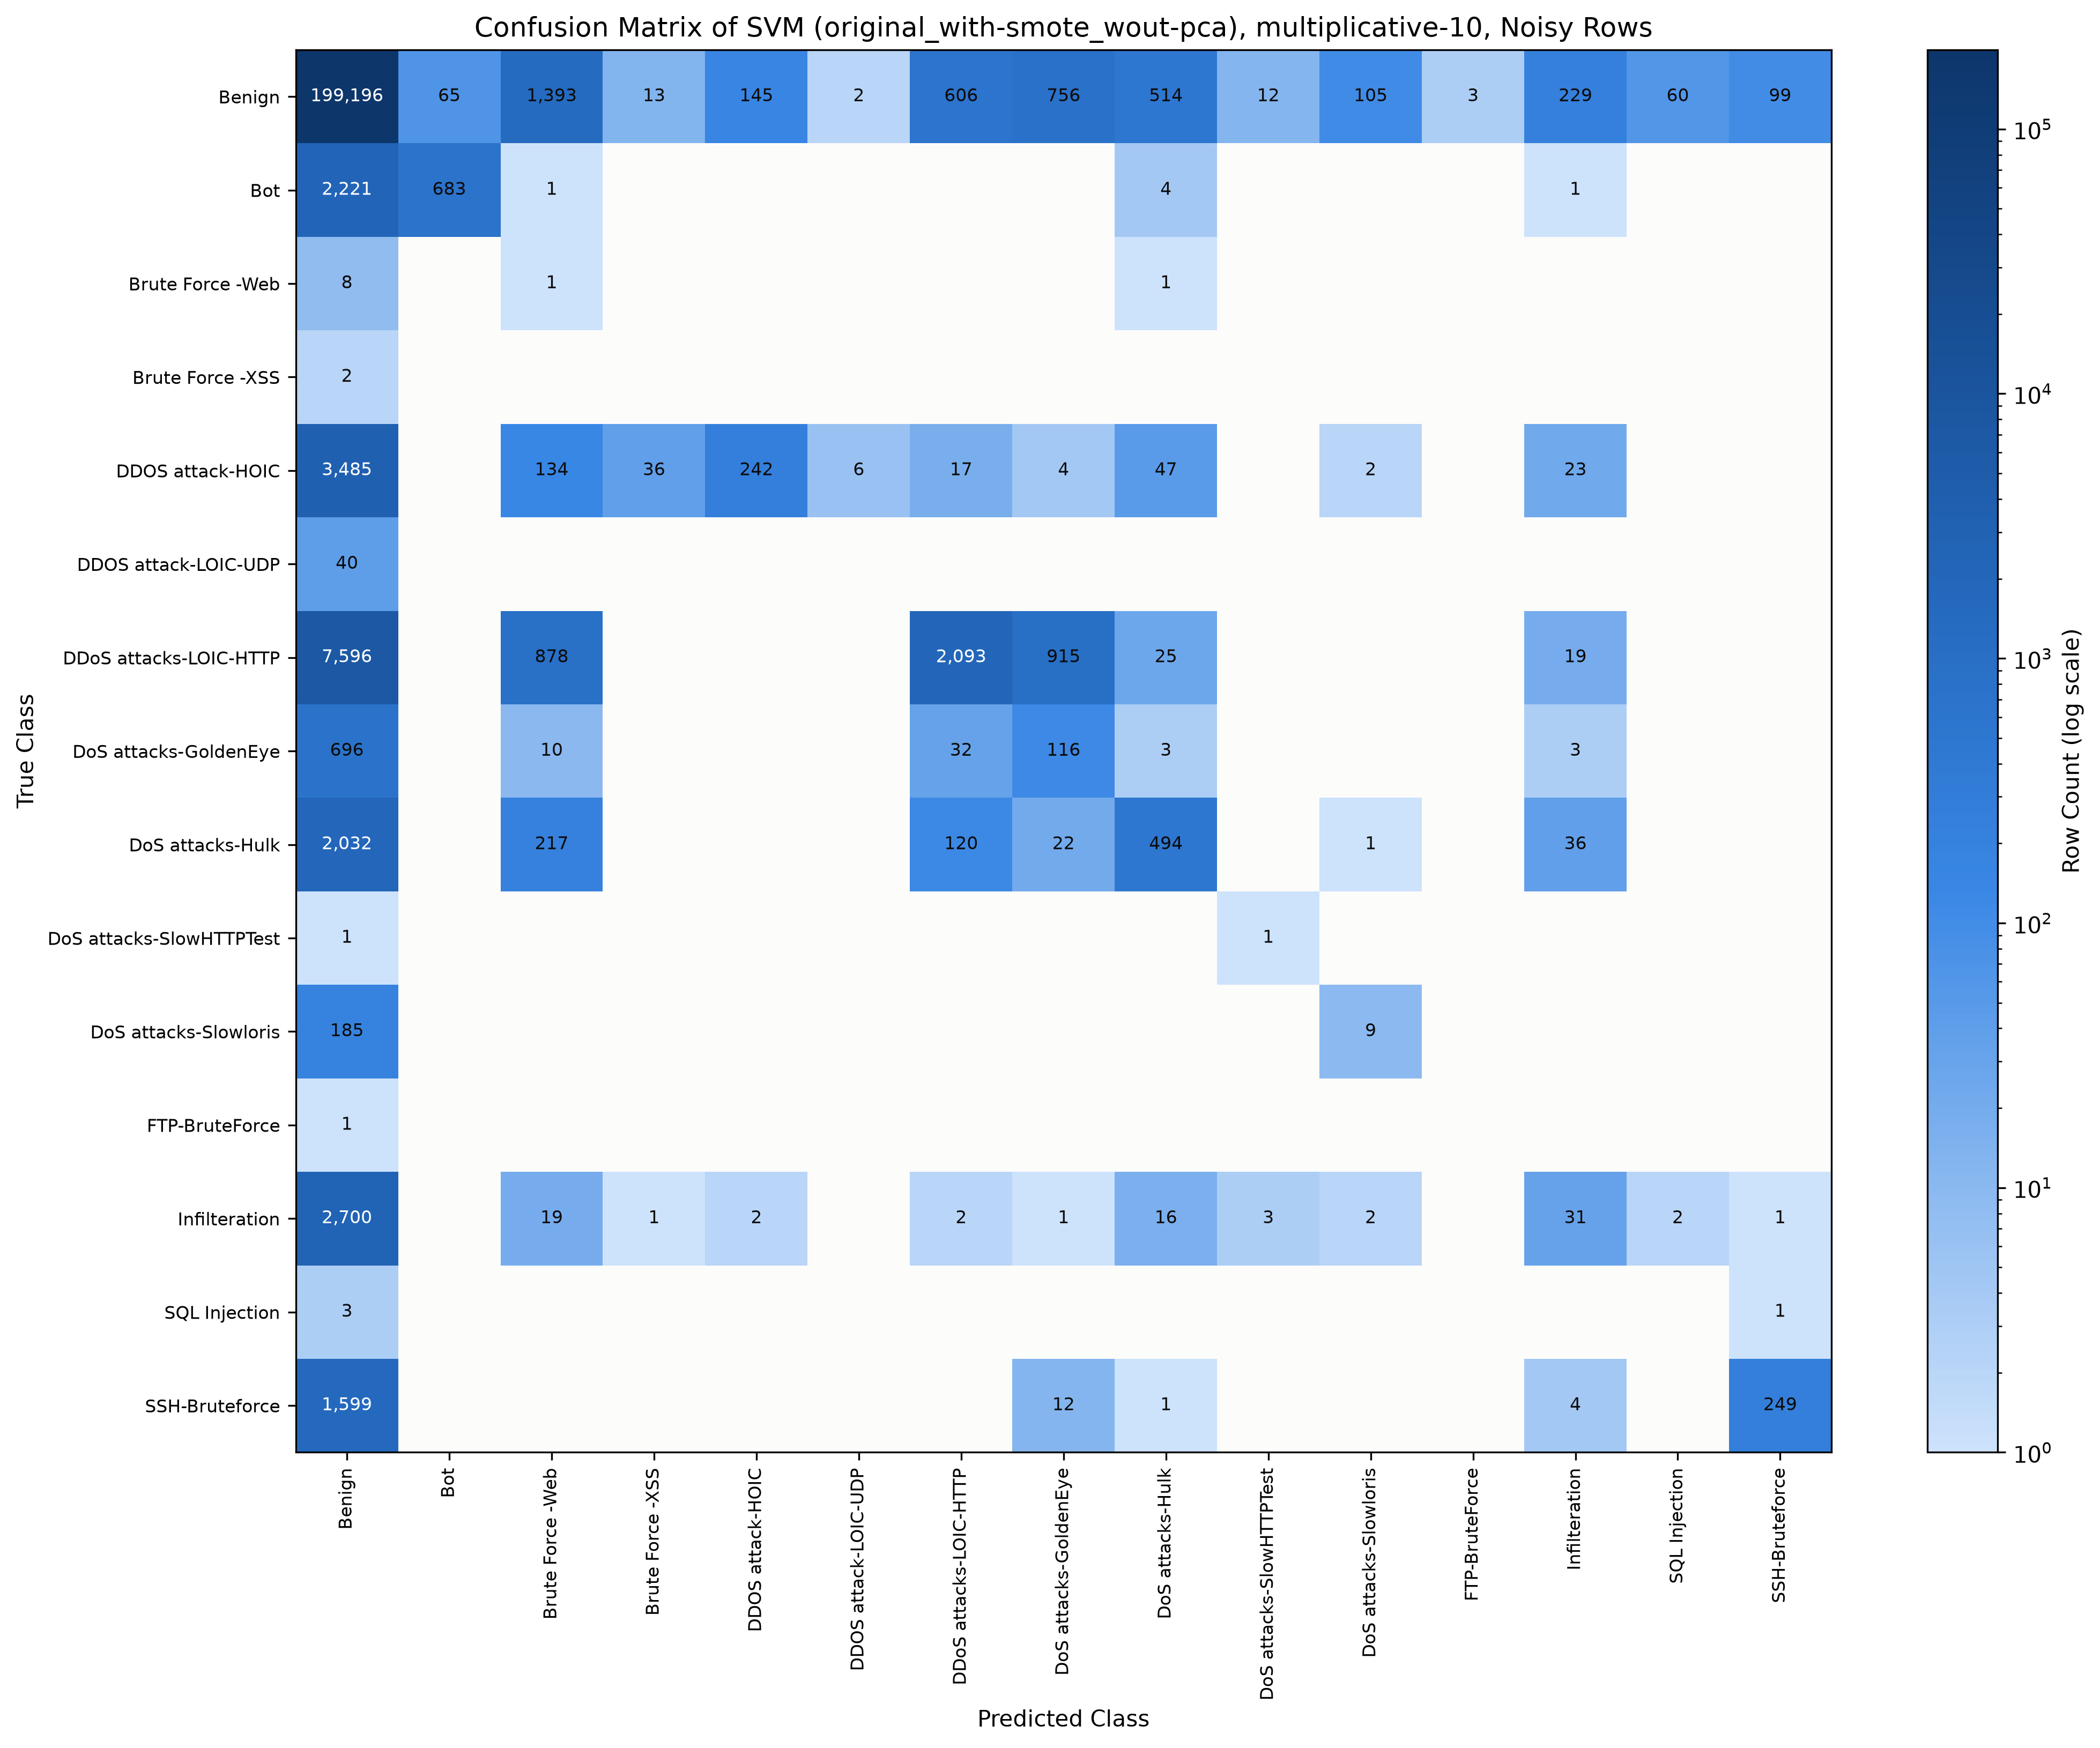 Confusion Matrix of SVM (original_with-smote_wout-pca), multiplicative-10, Noisy Rows
True Class
Benign 199,196 65 1,393 13 145 2 606 756 514 12 105 3 229 60 99
Bot 2,221 683 1 4 1
Brute Force -Web 8 1 1
Brute Force -XSS 2
DDOS attack-HOIC 3,485 134 36 242 6 17 4 47 2 23
DDOS attack-LOIC-UDP 40
DDoS attacks-LOIC-HTTP 7,596 878 2,093 915 25 19
DoS attacks-GoldenEye 696 10 32 116 3 3
DoS attacks-Hulk 2,032 217 120 22 494 1 36
DoS attacks-SlowHTTPTest 1 1
DoS attacks-Slowloris 185 9
FTP-BruteForce 1
Infilteration 2,700 19 1 2 2 1 16 3 2 31 2 1
SQL Injection 3 1
SSH-Bruteforce 1,599 12 1 4 249
Benign
Bot
Brute Force -Web
Brute Force -XSS
DDOS attack-HOIC
DDOS attack-LOIC-UDP
DDoS attacks-LOIC-HTTP
DoS attacks-GoldenEye
DoS attacks-Hulk
DoS attacks-SlowHTTPTest
DoS attacks-Slowloris
FTP-BruteForce
Infilteration
SQL Injection
SSH-Bruteforce
Predicted Class
10⁵
10⁴
10³
10²
10¹
10⁰
Row Count (log scale)